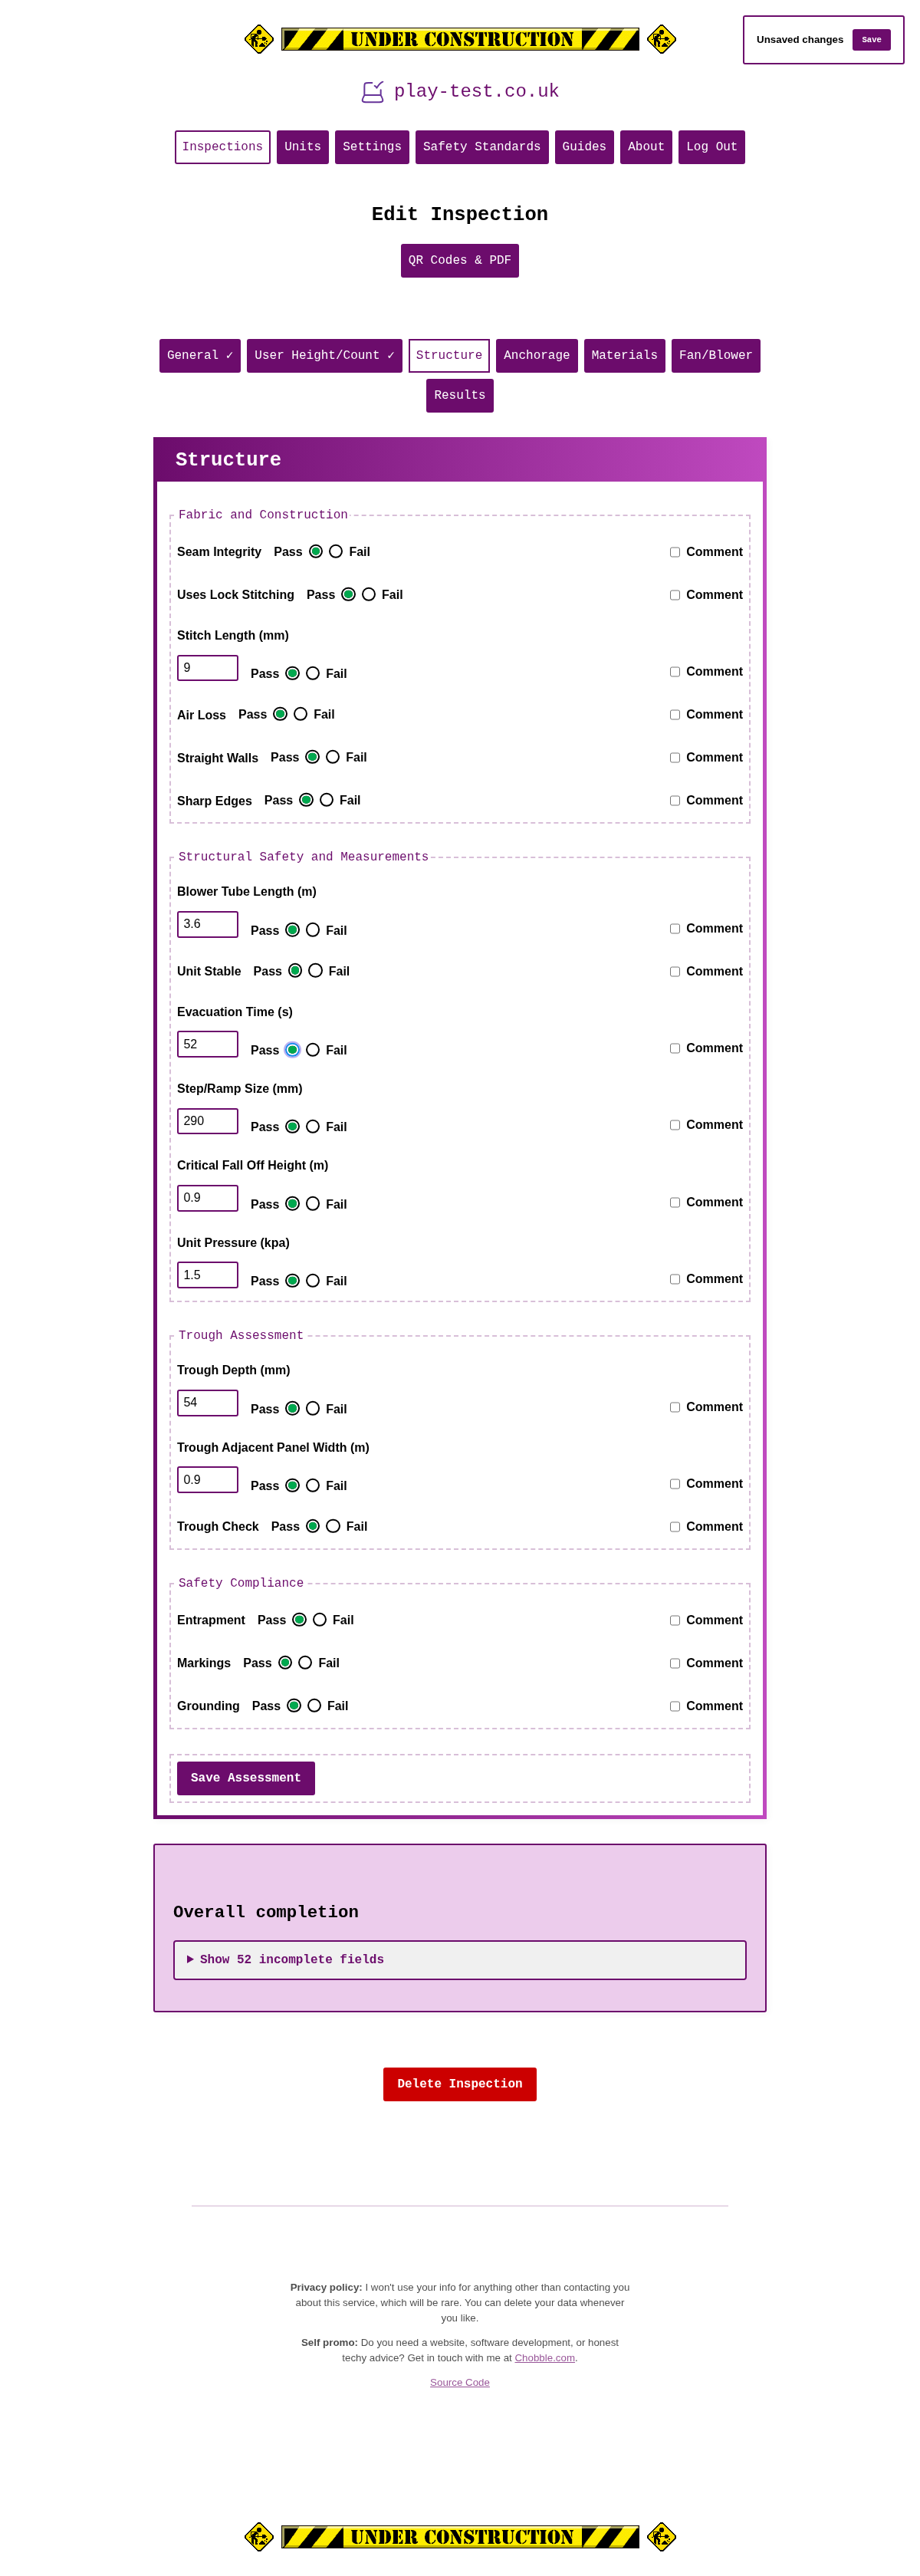 UNDER CONSTRUCTION
Unsaved changes Save
play-test.co.uk
Inspections Units Settings Safety Standards Guides About Log Out
Edit Inspection
QR Codes & PDF
General ✓ User Height/Count ✓ Structure Anchorage Materials Fan/Blower
Results
Structure
Fabric and Construction
Seam Integrity Pass Fail Comment
Uses Lock Stitching Pass Fail Comment
Stitch Length (mm)
9 Pass Fail Comment
Air Loss Pass Fail Comment
Straight Walls Pass Fail Comment
Sharp Edges Pass Fail Comment
Structural Safety and Measurements
Blower Tube Length (m)
3.6 Pass Fail Comment
Unit Stable Pass Fail Comment
Evacuation Time (s)
52 Pass Fail Comment
Step/Ramp Size (mm)
290 Pass Fail Comment
Critical Fall Off Height (m)
0.9 Pass Fail Comment
Unit Pressure (kpa)
1.5 Pass Fail Comment
Trough Assessment
Trough Depth (mm)
54 Pass Fail Comment
Trough Adjacent Panel Width (m)
0.9 Pass Fail Comment
Trough Check Pass Fail Comment
Safety Compliance
Entrapment Pass Fail Comment
Markings Pass Fail Comment
Grounding Pass Fail Comment
Save Assessment
Overall completion
▶ Show 52 incomplete fields
Delete Inspection
Privacy policy: I won't use your info for anything other than contacting you
about this service, which will be rare. You can delete your data whenever
you like.
Self promo: Do you need a website, software development, or honest
techy advice? Get in touch with me at Chobble.com.
Source Code
UNDER CONSTRUCTION